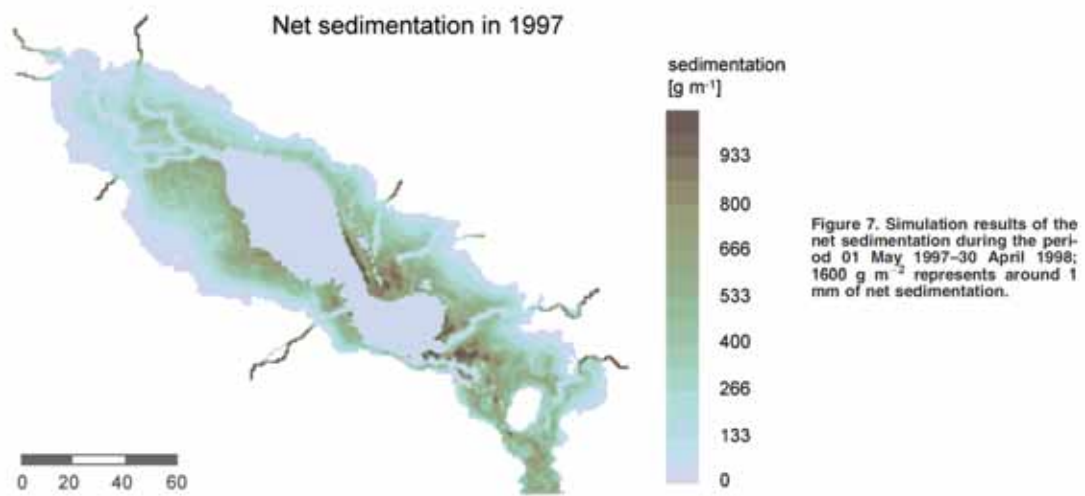 Net sedimentation in 1997
sedimentation
[g m⁻¹]
933
800
666
533
400
266
133
0
0 20 40 60
Figure 7. Simulation results of the
net sedimentation during the peri-
od 01 May 1997–30 April 1998;
1600 g m⁻² represents around 1
mm of net sedimentation.